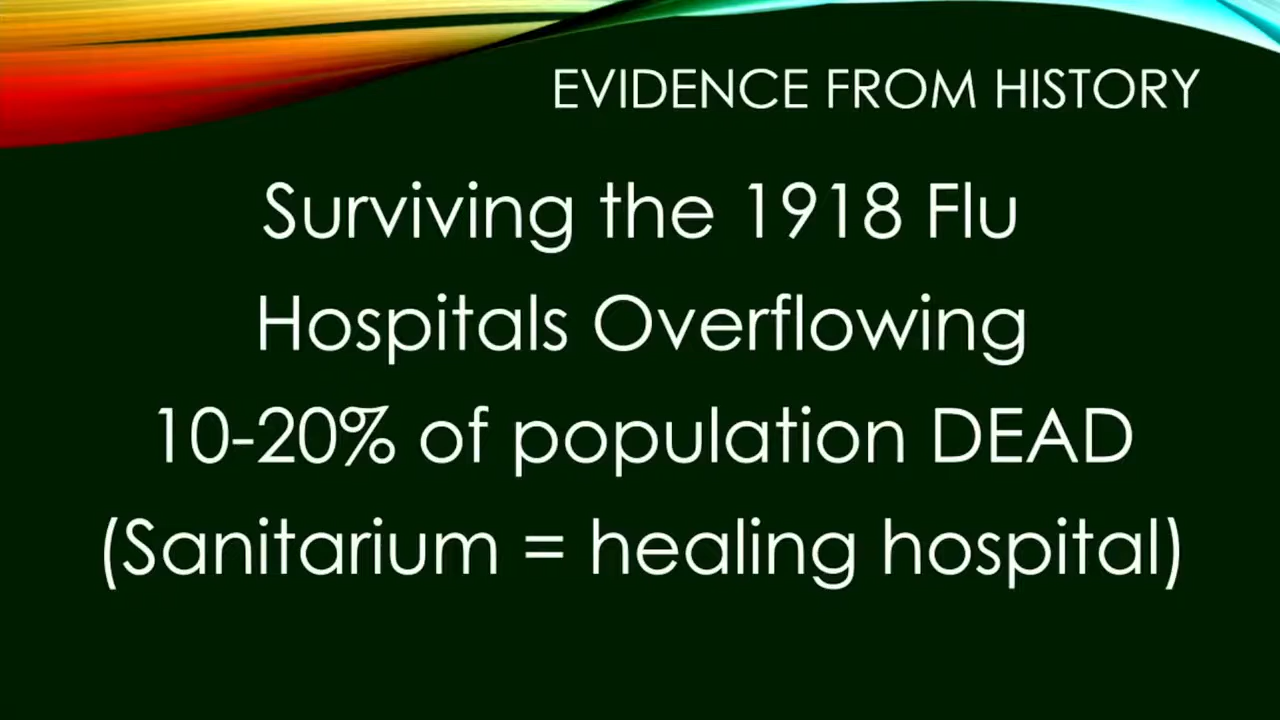 EVIDENCE FROM HISTORY
Surviving the 1918 Flu
Hospitals Overflowing
10-20% of population DEAD
(Sanitarium = healing hospital)